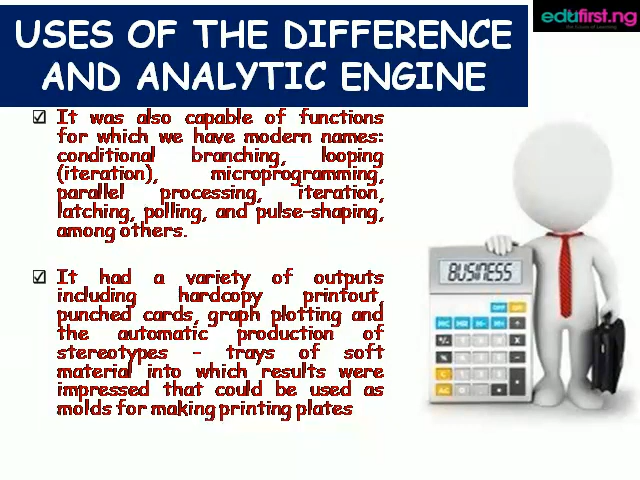 edufirst.ng
USES OF THE DIFFERENCE
AND ANALYTIC ENGINE
It was also capable of functions
for which we have modern names:
conditional branching, looping
(iteration), microprogramming,
parallel processing, iteration,
latching, polling, and pulse-shaping,
among others.
It had a variety of outputs
including hardcopy printout,
punched cards, graph plotting and
the automatic production of
stereotypes - trays of soft
material into which results were
impressed that could be used as
molds for making printing plates
BUSINESS
OFF